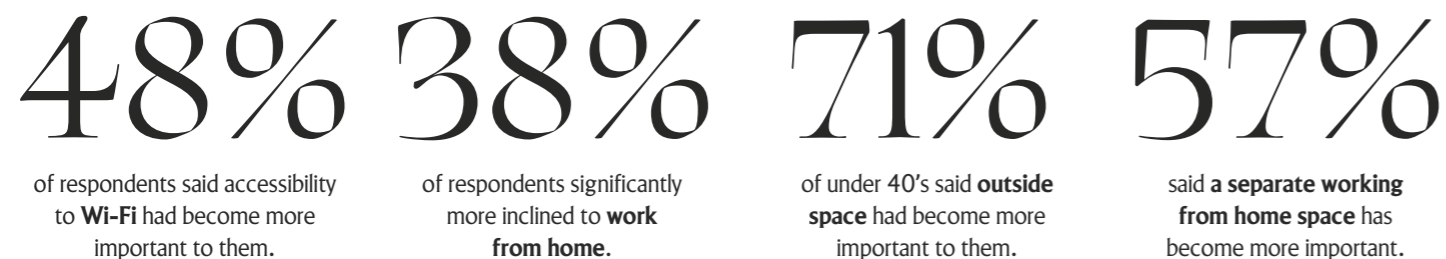 48%
of respondents said accessibility
to Wi-Fi had become more
important to them.
38%
of respondents significantly
more inclined to work
from home.
71%
of under 40's said outside
space had become more
important to them.
57%
said a separate working
from home space has
become more important.